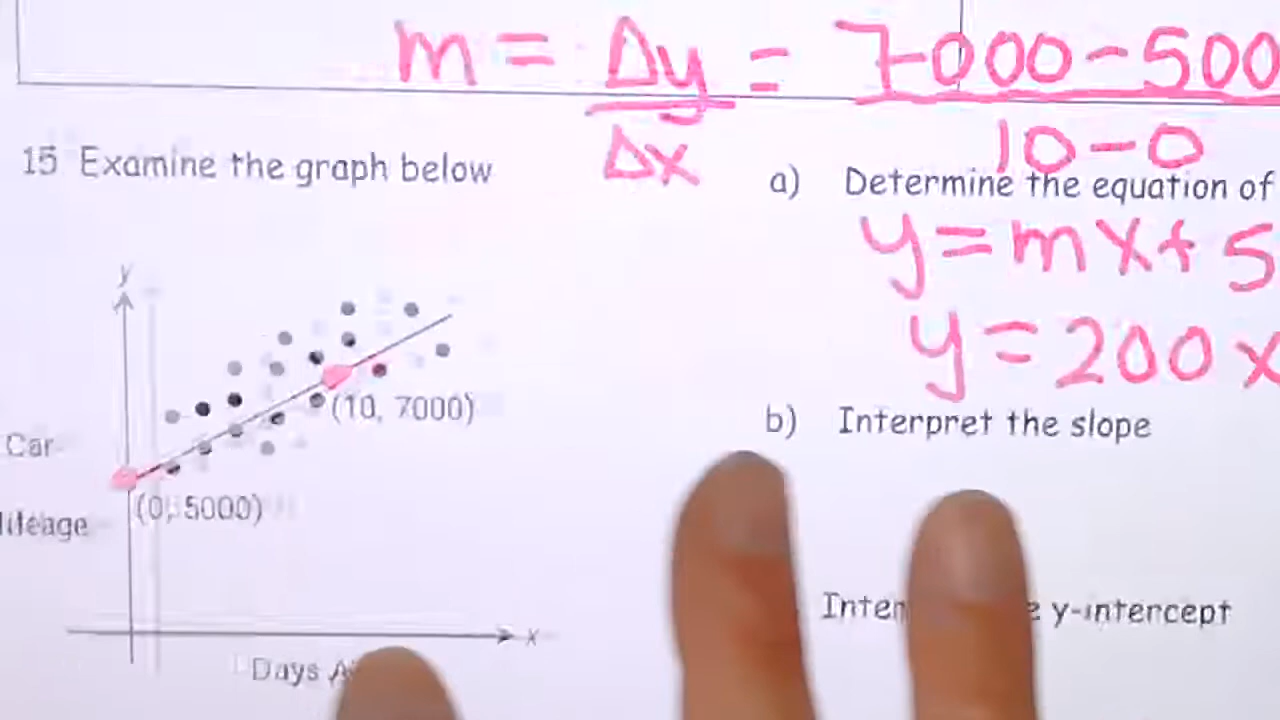 m = Δy = 7000-500
Δx 10-0
15 Examine the graph below
a) Determine the equation of
y=mx+5
y=200x
y
(10, 7000)
b) Interpret the slope
Car
(0, 5000)
x
y-intercept
Days